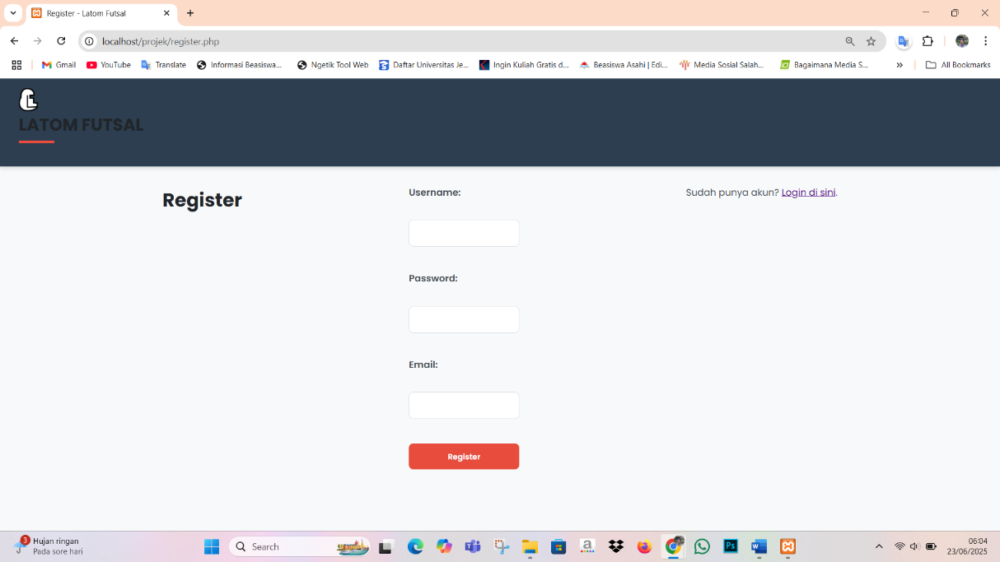 Register - Latom Futsal
localhost/projek/register.php
Gmail
YouTube
Translate
Informasi Beasiswa...
Ngetik Tool Web
Daftar Universitas Je...
Ingin Kuliah Gratis d...
Beasiswa Asahi | Edi...
Media Sosial Salah...
Bagaimana Media S...
All Bookmarks
L
LATOM FUTSAL
Register
Username:
Sudah punya akun? Login di sini.
Password:
Email:
Register
3
Hujan ringan
Pada sore hari
Search
06:04
23/06/2025